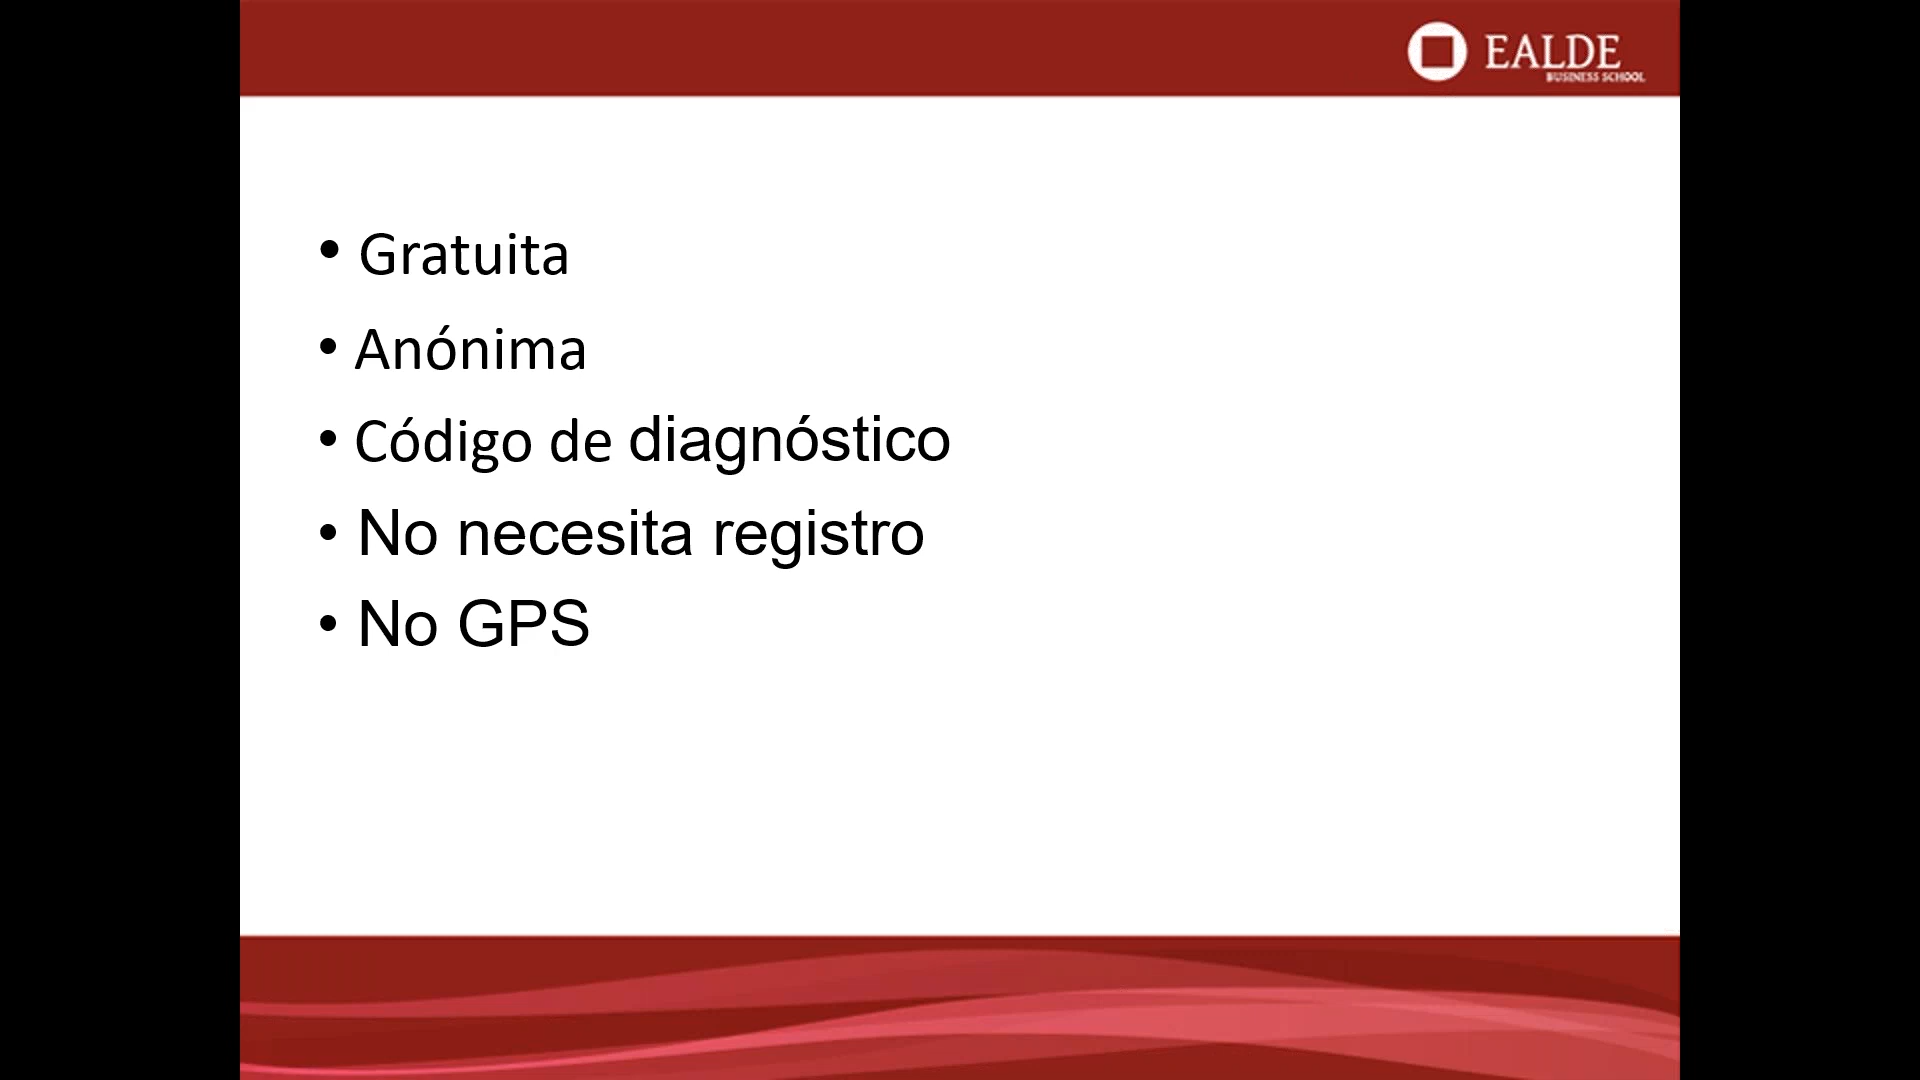 EALDE
BUSINESS SCHOOL
• Gratuita
• Anónima
• Código de diagnóstico
• No necesita registro
• No GPS